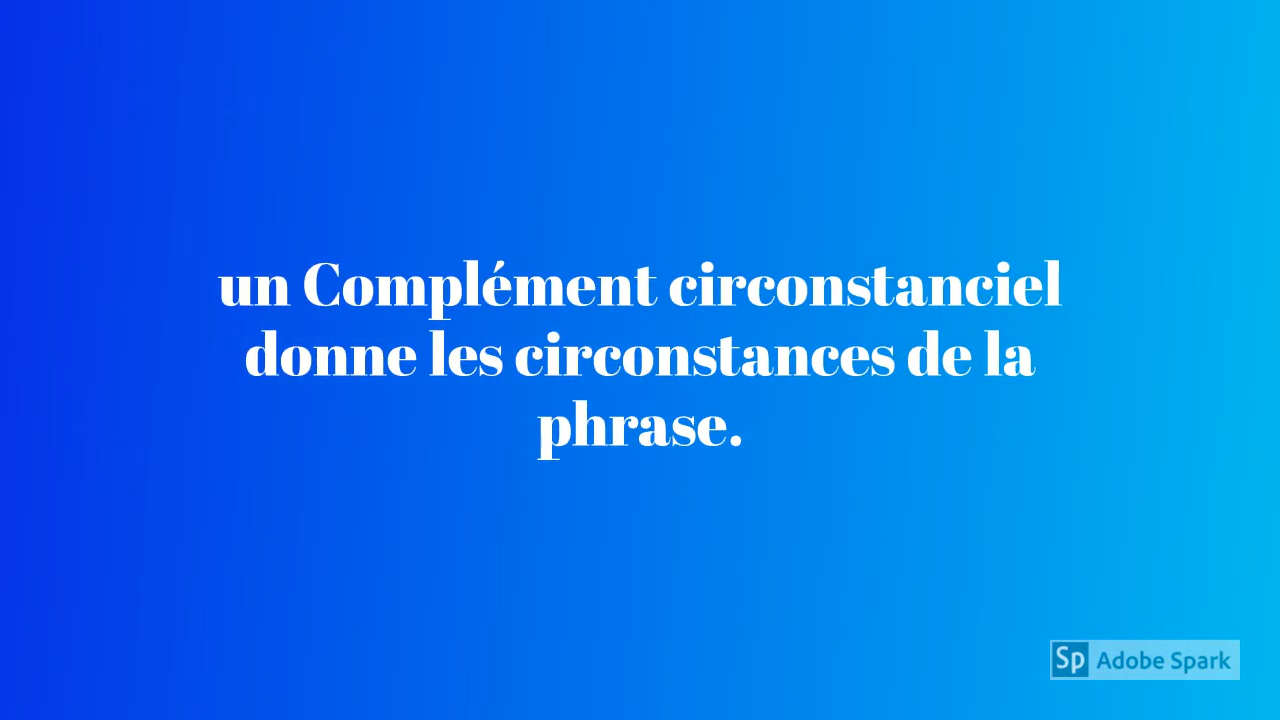 un Complément circonstanciel
donne les circonstances de la
phrase.
Sp Adobe Spark